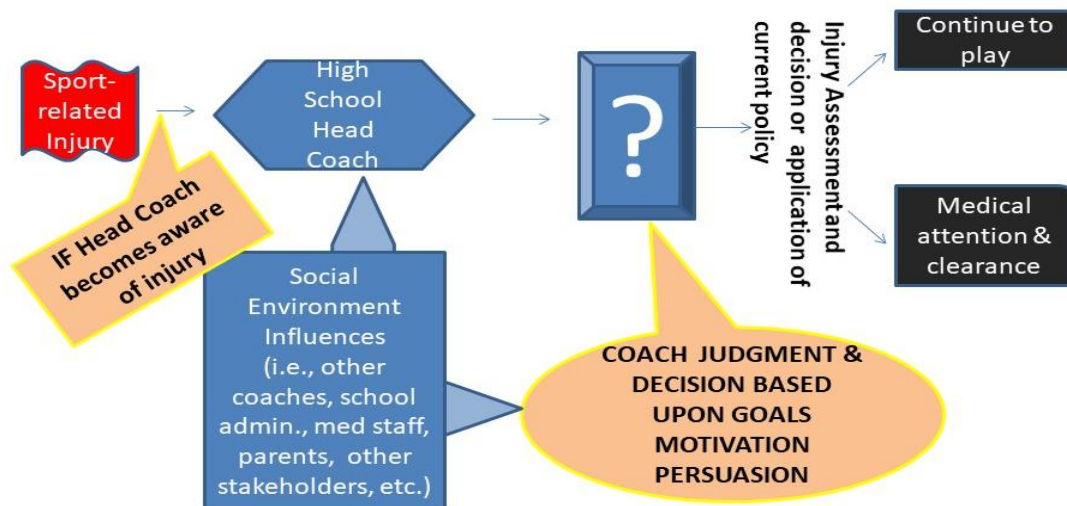 Sport-
related
Injury
IF Head Coach
becomes aware
of injury
High
School
Head
Coach
Social
Environment
Influences
(i.e., other
coaches, school
admin., med staff,
parents, other
stakeholders, etc.)
?
COACH JUDGMENT &
DECISION BASED
UPON GOALS
MOTIVATION
PERSUASION
Injury Assessment and
decision or application of
current policy
Continue to
play
Medical
attention &
clearance